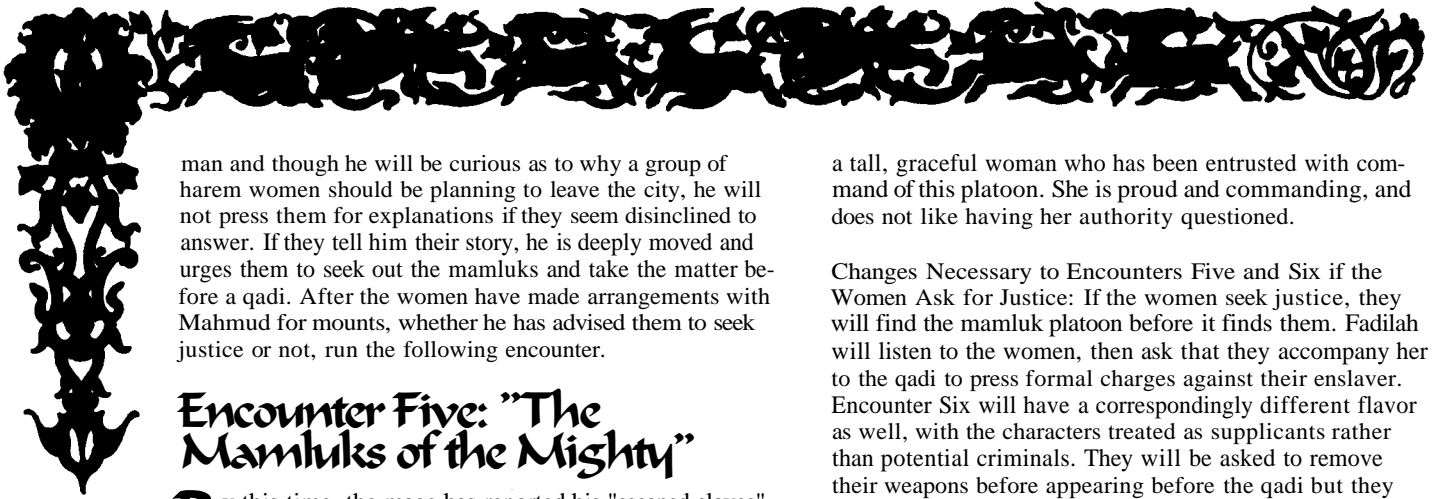 man and though he will be curious as to why a group of
harem women should be planning to leave the city, he will
not press them for explanations if they seem disinclined to
answer. If they tell him their story, he is deeply moved and
urges them to seek out the mamluks and take the matter be-
fore a qadi. After the women have made arrangements with
Mahmud for mounts, whether he has advised them to seek
justice or not, run the following encounter.
Encounter Five: "The
Mamluks of the Mighty"
a tall, graceful woman who has been entrusted with com-
mand of this platoon. She is proud and commanding, and
does not like having her authority questioned.
Changes Necessary to Encounters Five and Six if the
Women Ask for Justice: If the women seek justice, they
will find the mamluk platoon before it finds them. Fadilah
will listen to the women, then ask that they accompany her
to the qadi to press formal charges against their enslaver.
Encounter Six will have a correspondingly different flavor
as well, with the characters treated as supplicants rather
than potential criminals. They will be asked to remove
their weapons before appearing before the qadi but they